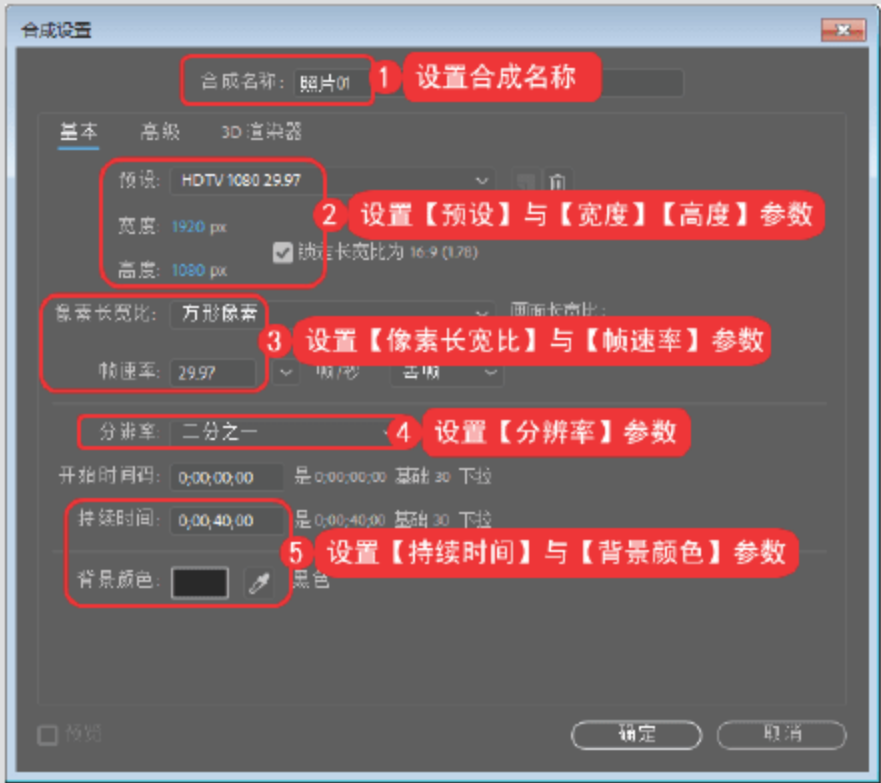 合成设置
合成名称: 照片01 1 设置合成名称
基本 高级 3D 渲染器
预设: HDTV 1080 29.97
2 设置【预设】与【宽度】【高度】参数
宽度: 1920 px
锁定长宽比为 16:9 (1.78)
高度: 1080 px
像素长宽比: 方形像素 画面长宽比:
3 设置【像素长宽比】与【帧速率】参数
帧速率: 29.97 帧/秒 丢帧
分辨率: 二分之一 4 设置【分辨率】参数
开始时间码: 0;00;00;00 是 0;00;00;00 基础 30 下拉
持续时间: 0;00;40;00 是 0;00;40;00 基础 30 下拉
5 设置【持续时间】与【背景颜色】参数
背景颜色: 黑色
预览 确定 取消